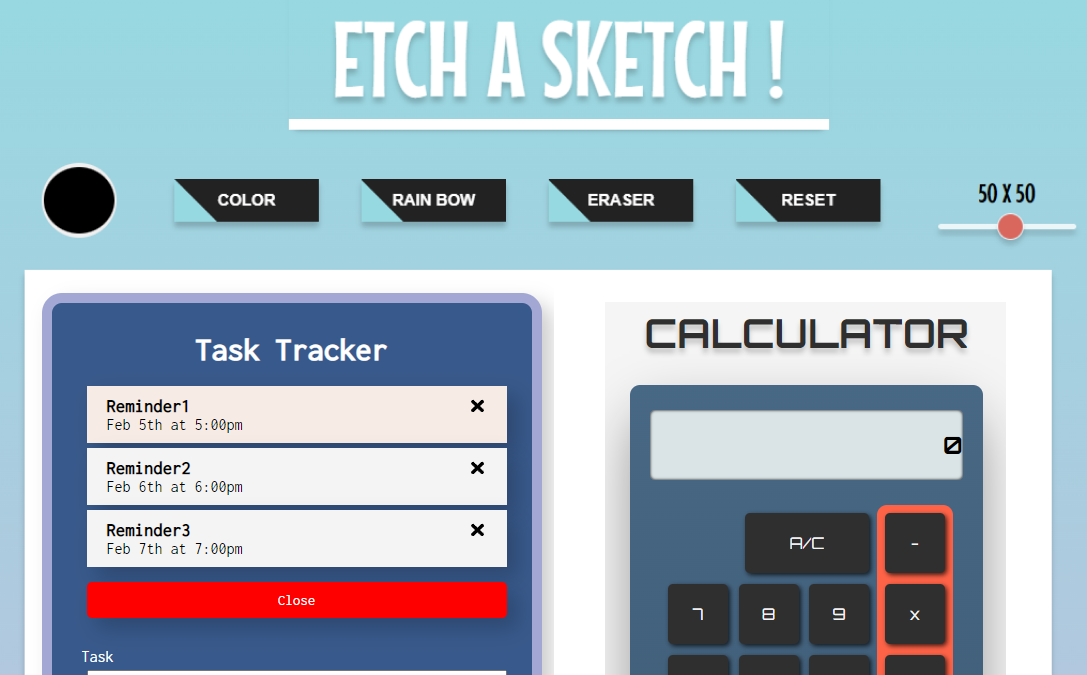 ETCH A SKETCH !
COLOR
RAIN BOW
ERASER
RESET
50 X 50
Task Tracker
Reminder1
Feb 5th at 5:00pm
Reminder2
Feb 6th at 6:00pm
Reminder3
Feb 7th at 7:00pm
Close
Task
CALCULATOR
0
A/C
-
7
8
9
x